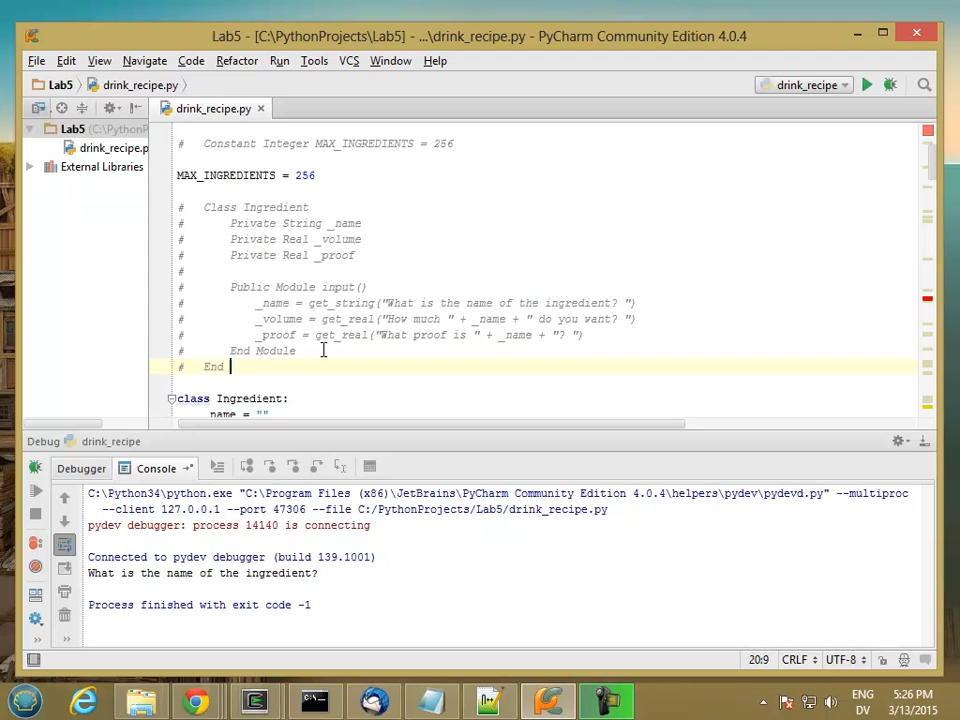 Lab5 - [C:\PythonProjects\Lab5] - ...\drink_recipe.py - PyCharm Community Edition 4.0.4
File Edit View Navigate Code Refactor Run Tools VCS Window Help
Lab5 drink_recipe.py drink_recipe
drink_recipe.py
Lab5 (C:\PythonP
drink_recipe.p
External Libraries
# Constant Integer MAX_INGREDIENTS = 256
MAX_INGREDIENTS = 256
# Class Ingredient
# Private String _name
# Private Real _volume
# Private Real _proof
#
# Public Module input()
# _name = get_string("What is the name of the ingredient? ")
# _volume = get_real("How much " + _name + " do you want? ")
# _proof = get_real("What proof is " + _name + "? ")
# End Module
# End
class Ingredient:
_name = ""
Debug drink_recipe
Debugger Console
C:\Python34\python.exe "C:\Program Files (x86)\JetBrains\PyCharm Community Edition 4.0.4\helpers\pydev\pydevd.py" --multiproc
--client 127.0.0.1 --port 47306 --file C:/PythonProjects/Lab5/drink_recipe.py
pydev debugger: process 14140 is connecting
Connected to pydev debugger (build 139.1001)
What is the name of the ingredient?
Process finished with exit code -1
20:9 CRLF UTF-8
ENG 5:26 PM
DV 3/13/2015